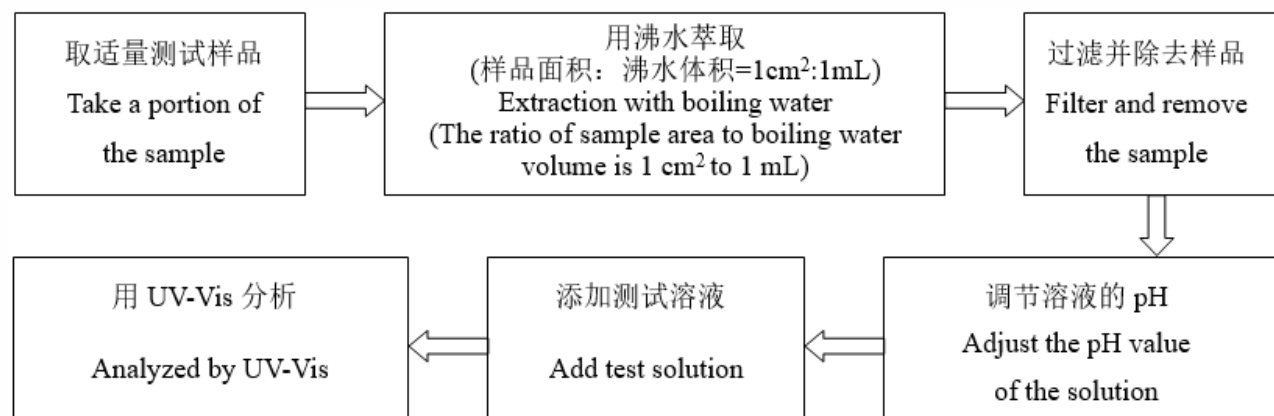 取适量测试样品
Take a portion of
the sample
用沸水萃取
(样品面积：沸水体积=1cm²:1mL)
Extraction with boiling water
(The ratio of sample area to boiling water
volume is 1 cm² to 1 mL)
过滤并除去样品
Filter and remove
the sample
调节溶液的 pH
Adjust the pH value
of the solution
添加测试溶液
Add test solution
用 UV-Vis 分析
Analyzed by UV-Vis